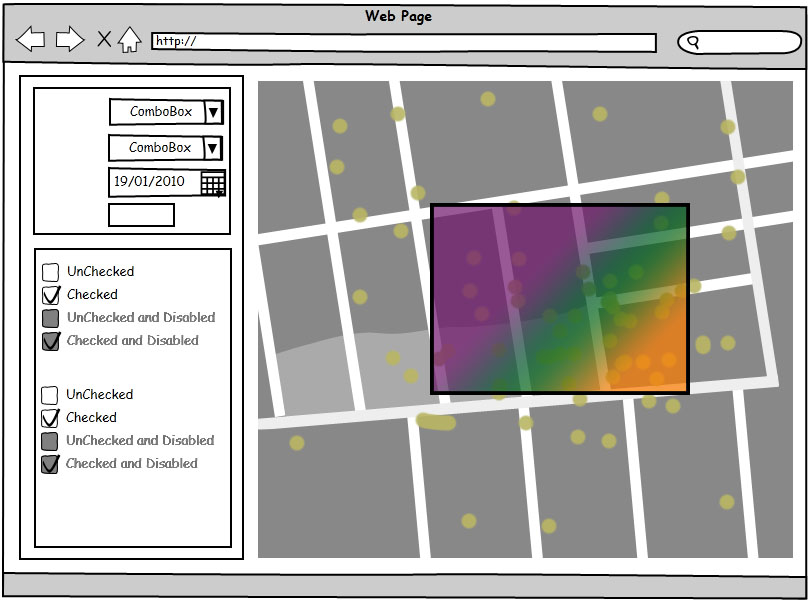 Web Page
http://
ComboBox
ComboBox
19/01/2010
UnChecked
Checked
UnChecked and Disabled
Checked and Disabled
UnChecked
Checked
UnChecked and Disabled
Checked and Disabled